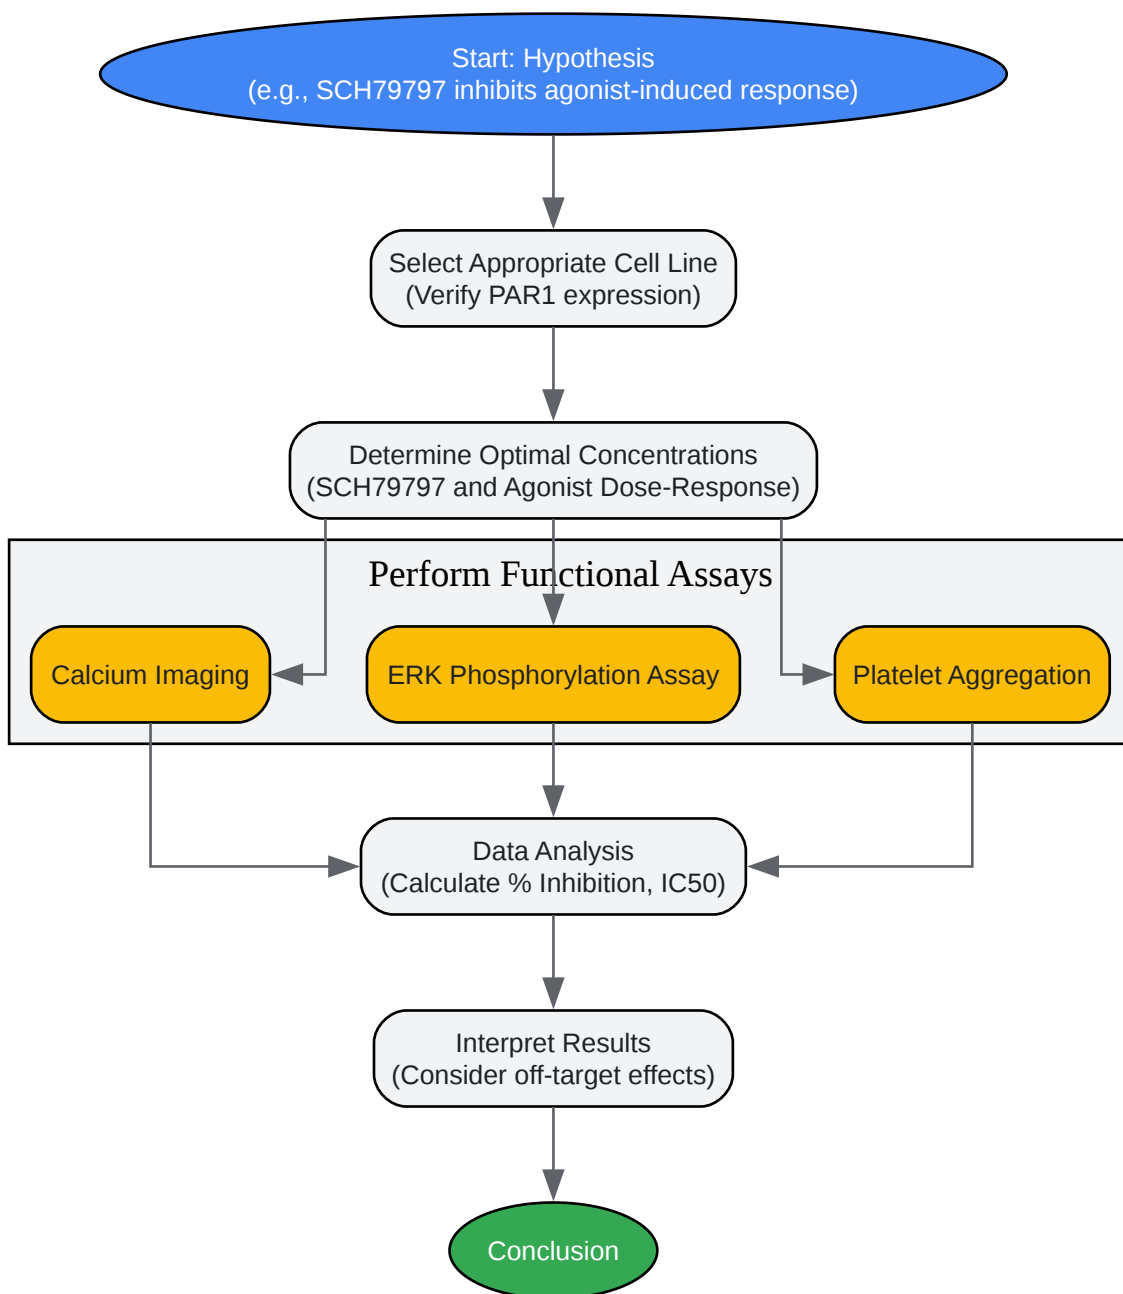 Start: Hypothesis
(e.g., SCH79797 inhibits agonist-induced response)
Select Appropriate Cell Line
(Verify PAR1 expression)
Determine Optimal Concentrations
(SCH79797 and Agonist Dose-Response)
Perform Functional Assays
Calcium Imaging
ERK Phosphorylation Assay
Platelet Aggregation
Data Analysis
(Calculate % Inhibition, IC50)
Interpret Results
(Consider off-target effects)
Conclusion